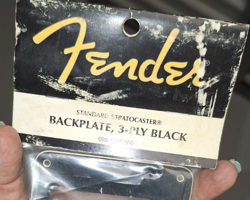 Fender
STANDARD STRATOCASTER®
BACKPLATE, 3-PLY BLACK